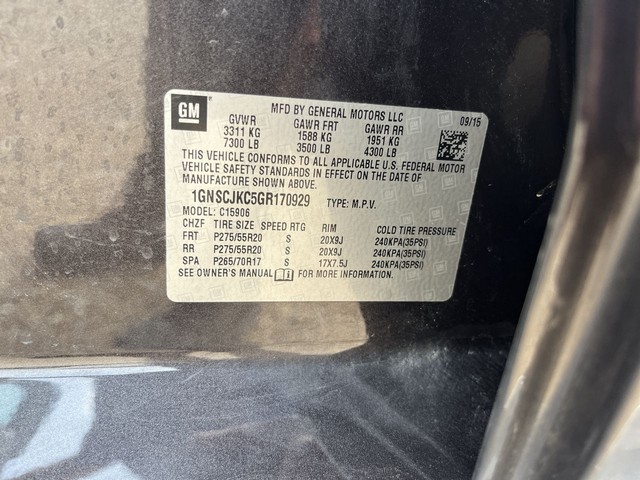 GM
MFD BY GENERAL MOTORS LLC 09/15
GVWR GAWR FRT GAWR RR
3311 KG 1588 KG 1951 KG
7300 LB 3500 LB 4300 LB
THIS VEHICLE CONFORMS TO ALL APPLICABLE U.S. FEDERAL MOTOR
VEHICLE SAFETY STANDARDS IN EFFECT ON THE DATE OF
MANUFACTURE SHOWN ABOVE.
1GNSCJKC5GR170929 TYPE: M.P.V.
MODEL: C15906
CHZF TIRE SIZE SPEED RTG RIM COLD TIRE PRESSURE
FRT P275/55R20 S 20X9J 240KPA(35PSI)
RR P275/55R20 S 20X9J 240KPA(35PSI)
SPA P265/70R17 S 17X7.5J 240KPA(35PSI)
SEE OWNER'S MANUAL FOR MORE INFORMATION.